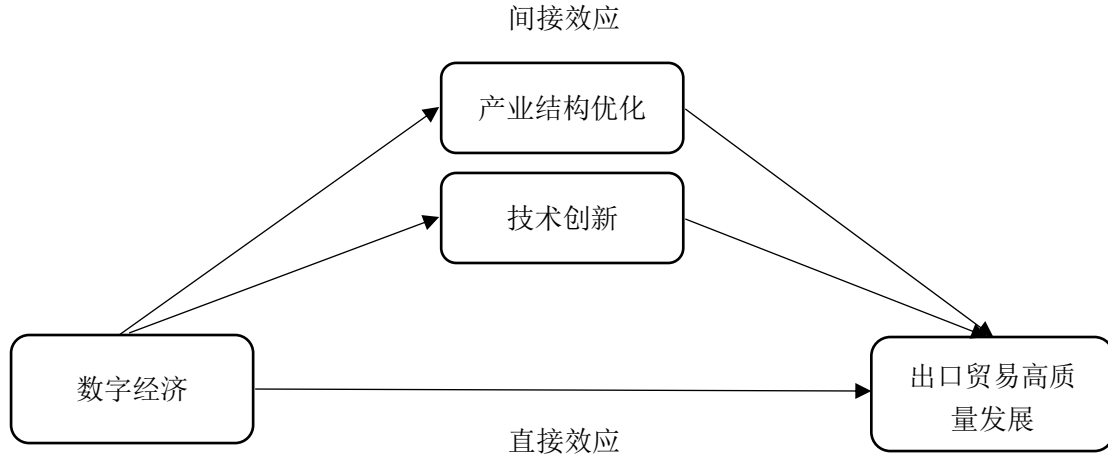 间接效应
产业结构优化
技术创新
数字经济
出口贸易高质
量发展
直接效应